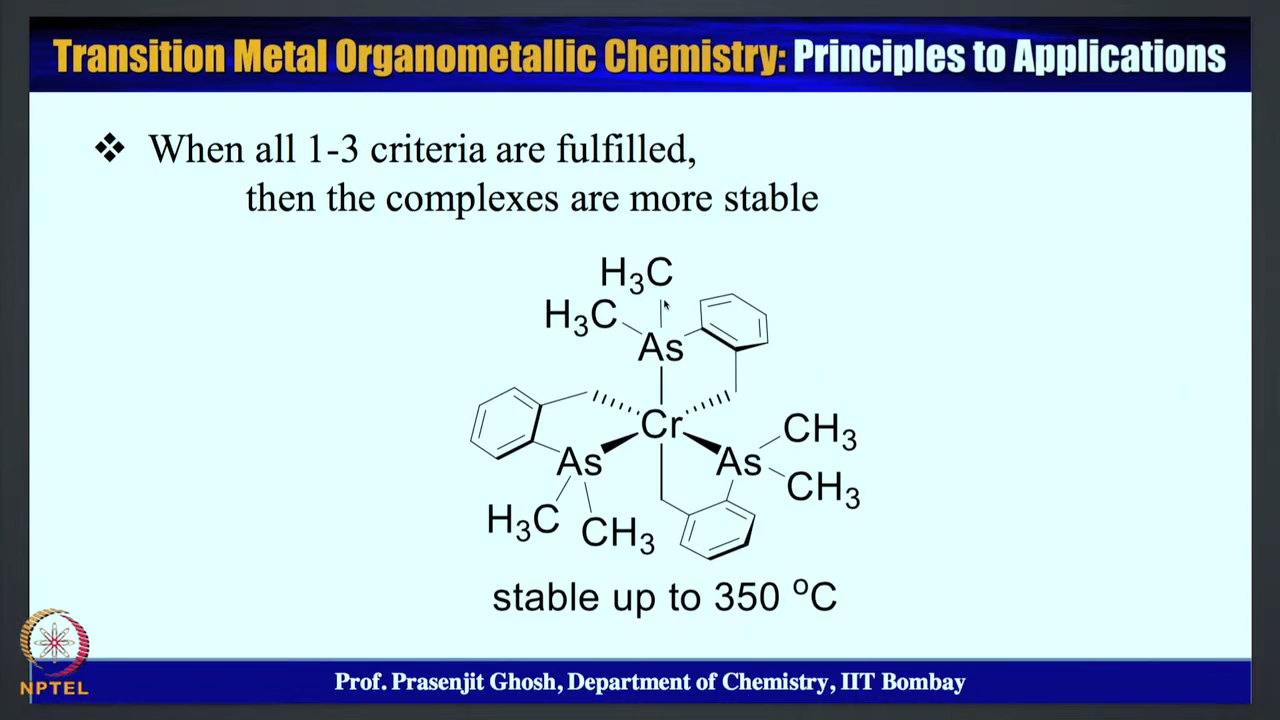 Transition Metal Organometallic Chemistry: Principles to Applications
❖ When all 1-3 criteria are fulfilled,
then the complexes are more stable
H₃C
H₃C
As
Cr
CH₃
As
As
CH₃
H₃C
CH₃
stable up to 350 ºC
NPTEL
Prof. Prasenjit Ghosh, Department of Chemistry, IIT Bombay